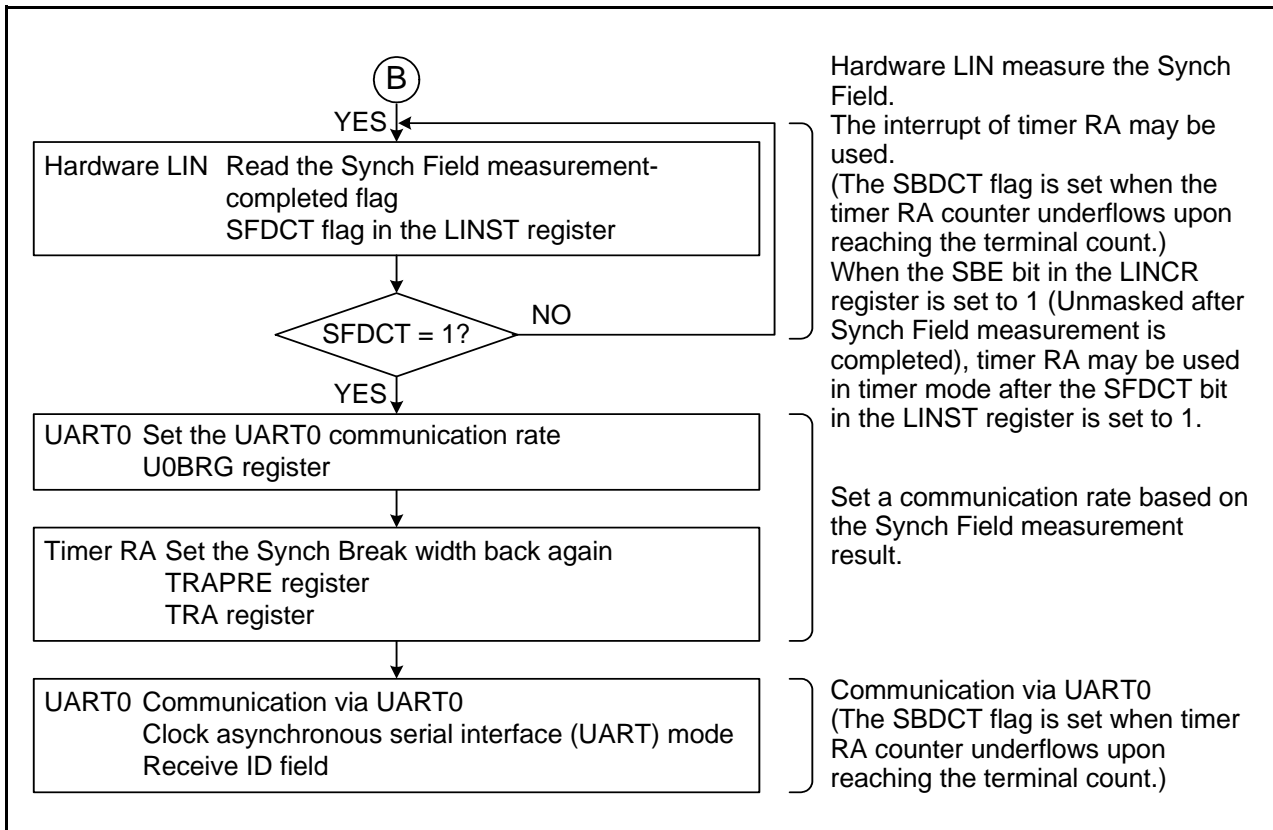 B
YES
Hardware LIN Read the Synch Field measurement-
completed flag
SFDCT flag in the LINST register
SFDCT = 1?
NO
YES
UART0 Set the UART0 communication rate
U0BRG register
Timer RA Set the Synch Break width back again
TRAPRE register
TRA register
UART0 Communication via UART0
Clock asynchronous serial interface (UART) mode
Receive ID field
Hardware LIN measure the Synch
Field.
The interrupt of timer RA may be
used.
(The SBDCT flag is set when the
timer RA counter underflows upon
reaching the terminal count.)
When the SBE bit in the LINCR
register is set to 1 (Unmasked after
Synch Field measurement is
completed), timer RA may be used
in timer mode after the SFDCT bit
in the LINST register is set to 1.
Set a communication rate based on
the Synch Field measurement
result.
Communication via UART0
(The SBDCT flag is set when timer
RA counter underflows upon
reaching the terminal count.)